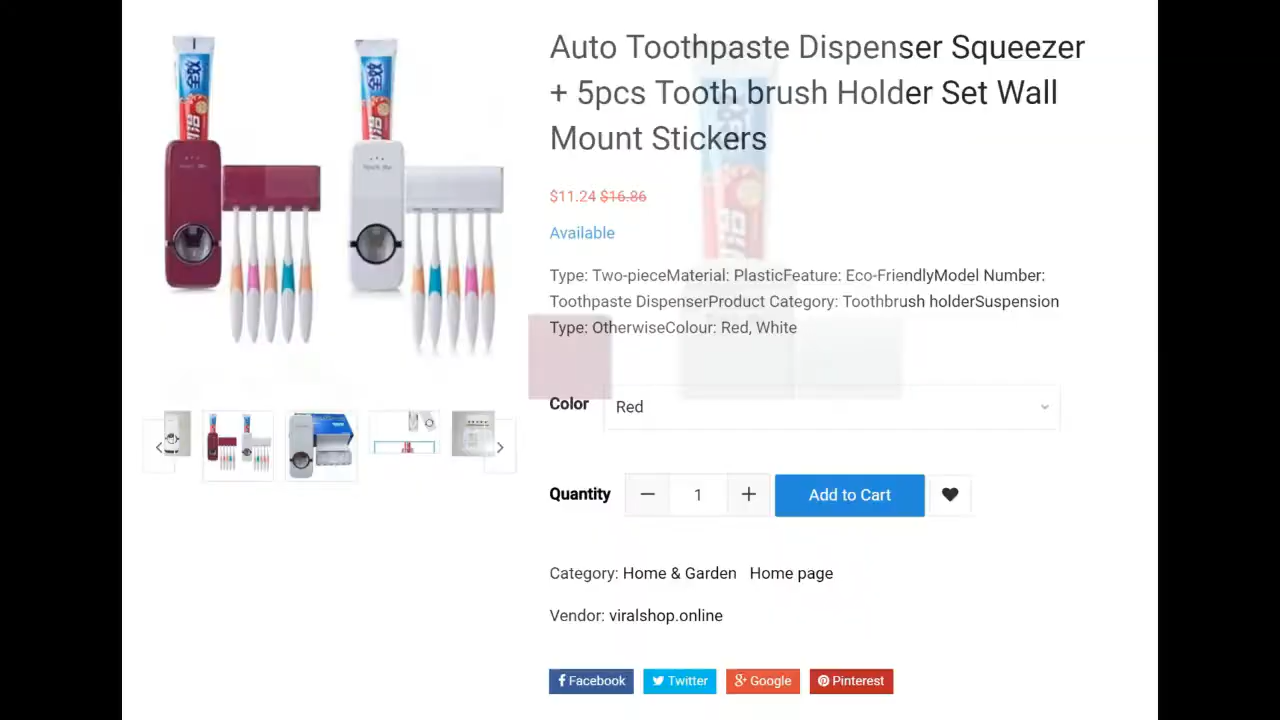 Auto Toothpaste Dispenser Squeezer
+ 5pcs Tooth brush Holder Set Wall
Mount Stickers
$11.24 $16.86
Available
Type: Two-pieceMaterial: PlasticFeature: Eco-FriendlyModel Number:
Toothpaste DispenserProduct Category: Toothbrush holderSuspension
Type: OtherwiseColour: Red, White
Color Red
Quantity 1 Add to Cart
Category: Home & Garden Home page
Vendor: viralshop.online
Facebook Twitter Google Pinterest